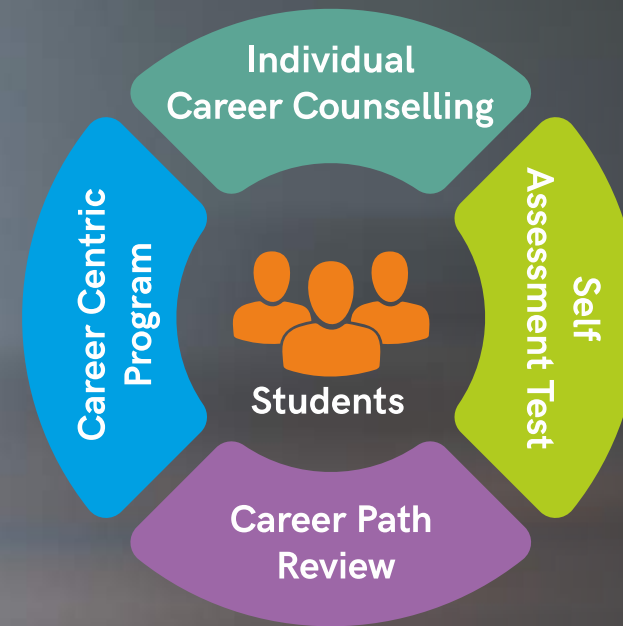 Individual
Career Counselling
Self
Assessment Test
Career Path
Review
Career Centric
Program
Students